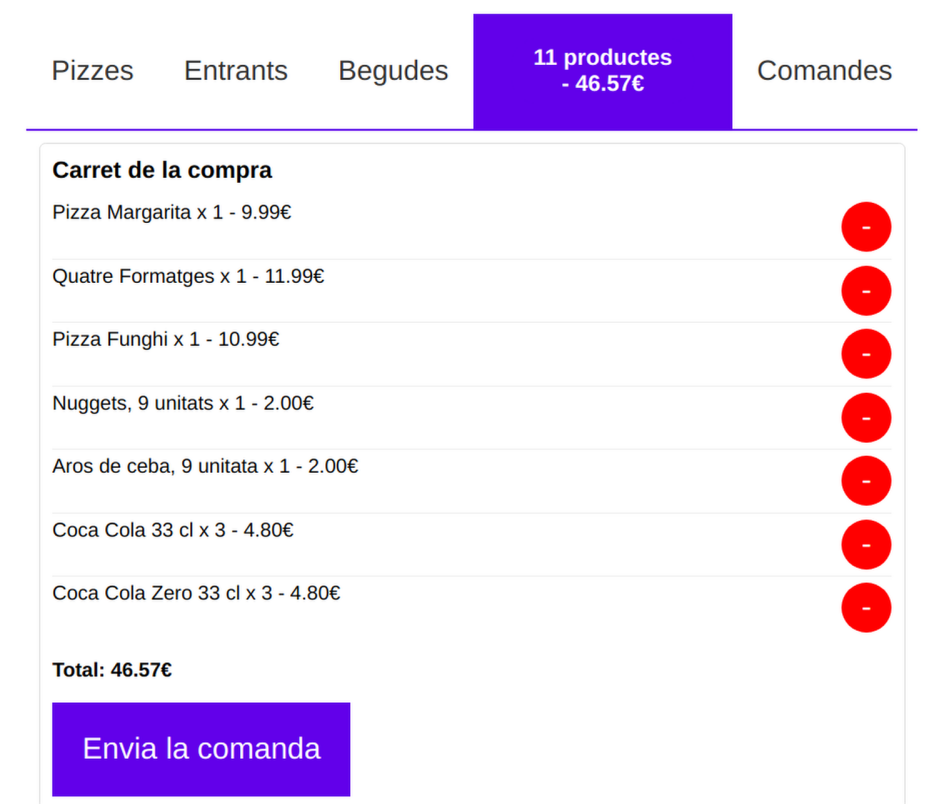 Pizzes Entrants Begudes 11 productes - 46.57€ Comandes
Carret de la compra
Pizza Margarita x 1 - 9.99€
-
Quatre Formatges x 1 - 11.99€
-
Pizza Funghi x 1 - 10.99€
-
Nuggets, 9 unitats x 1 - 2.00€
-
Aros de ceba, 9 unitata x 1 - 2.00€
-
Coca Cola 33 cl x 3 - 4.80€
-
Coca Cola Zero 33 cl x 3 - 4.80€
-
Total: 46.57€
Envia la comanda